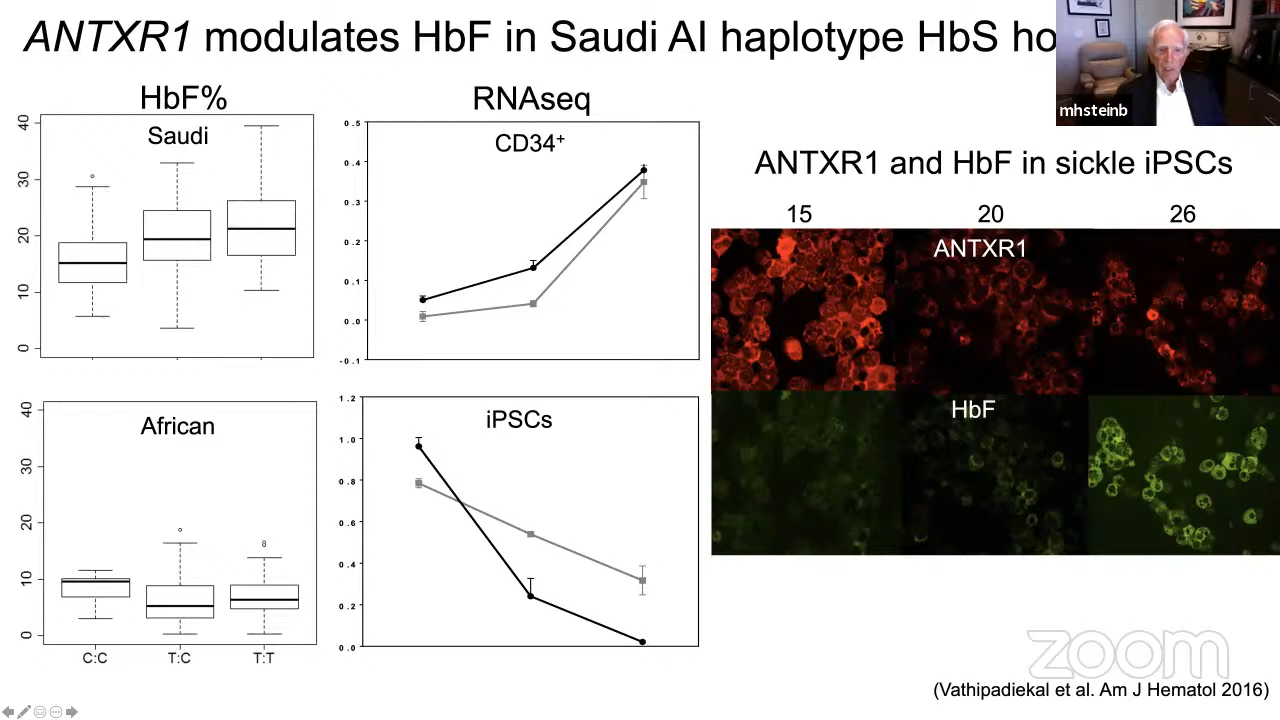 ANTXR1 modulates HbF in Saudi AI haplotype HbS ho
mhsteinb
HbF%
Saudi
40
30
20
10
0
African
40
30
20
10
0
C:C T:C T:T
RNAseq
CD34⁺
0.5
0.4
0.3
0.2
0.1
0.0
-0.1
iPSCs
1.2
1.0
0.8
0.6
0.4
0.2
0.0
ANTXR1 and HbF in sickle iPSCs
15 20 26
ANTXR1
HbF
zoom
(Vathipadiekal et al. Am J Hematol 2016)